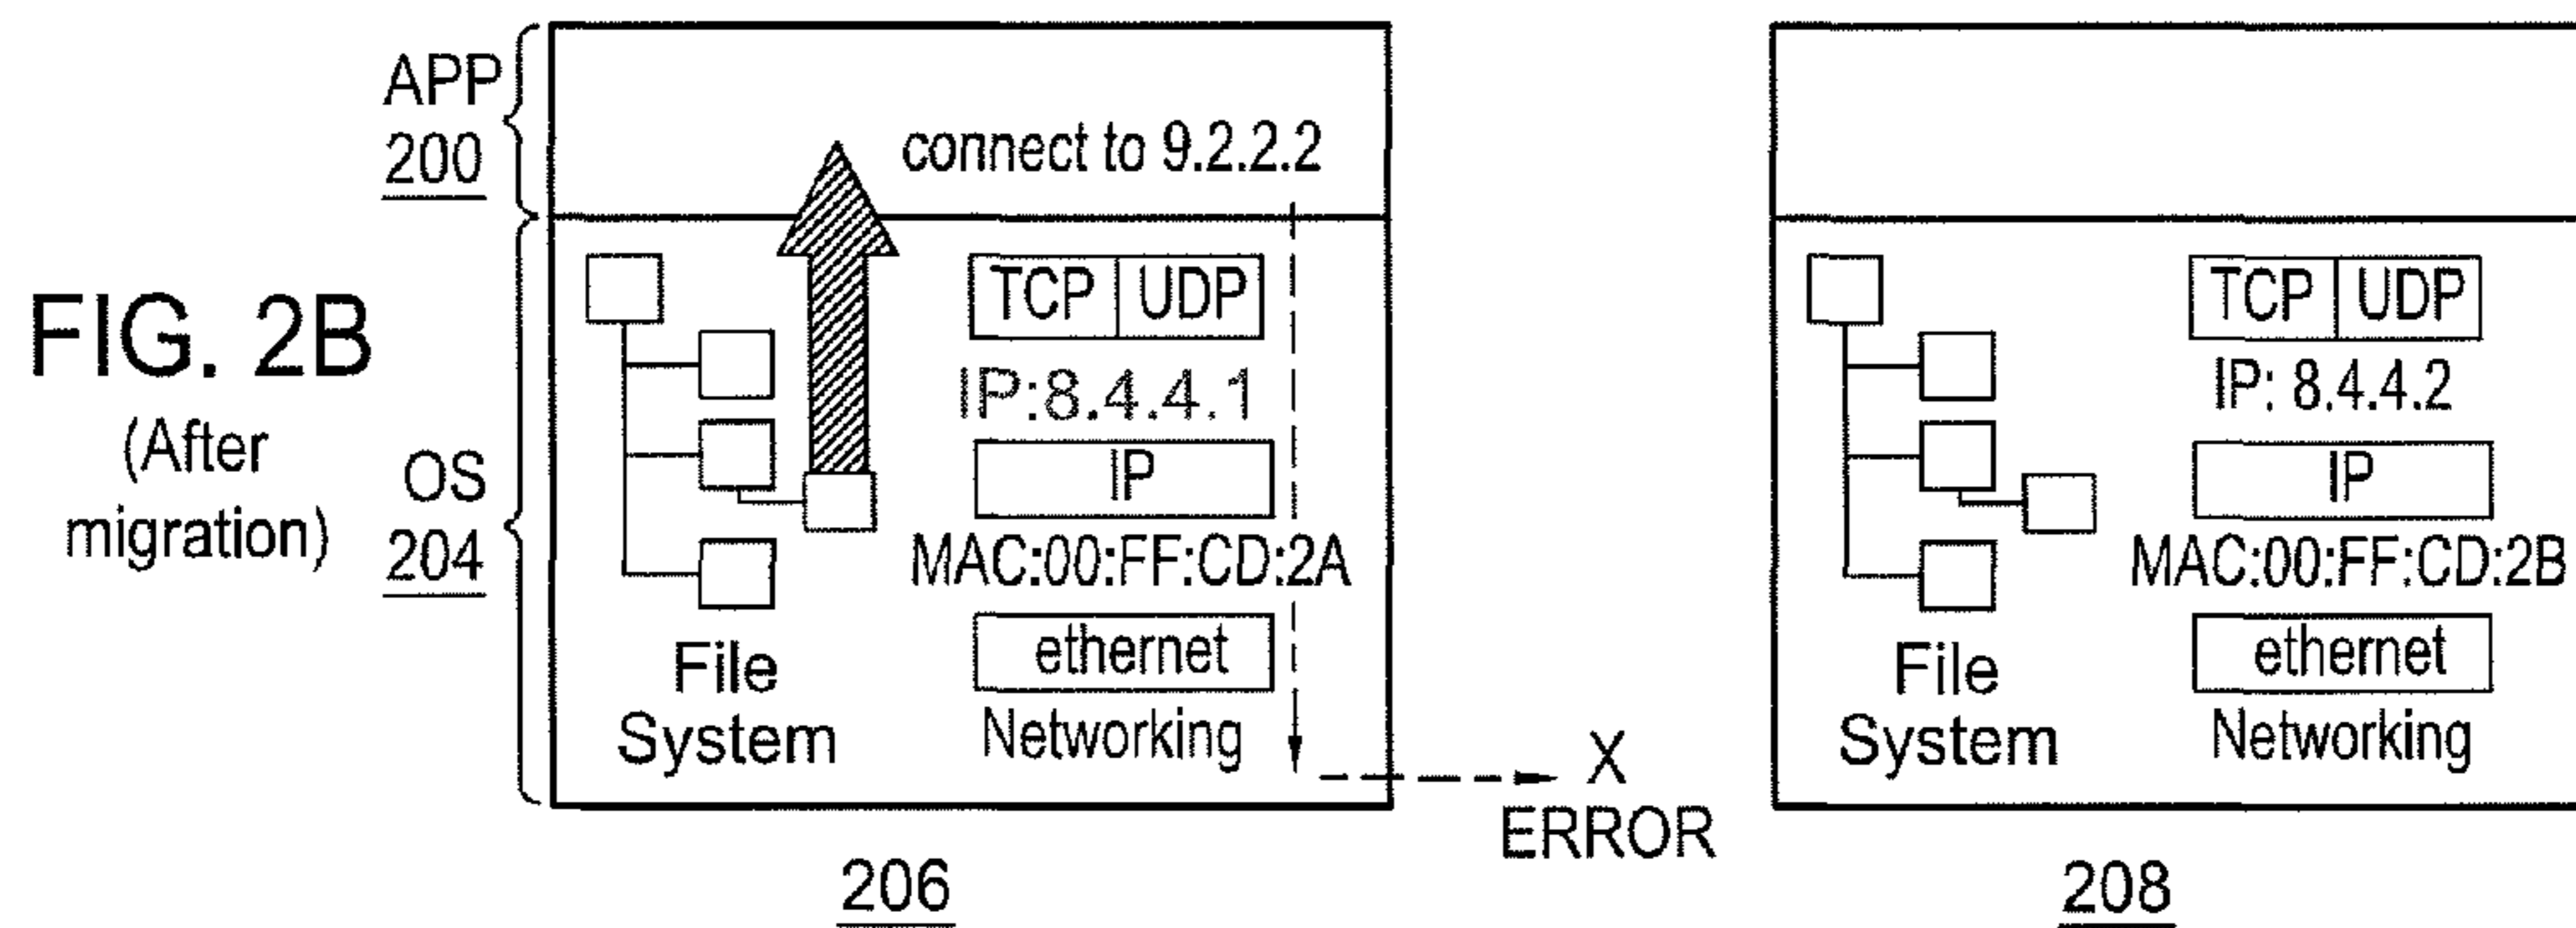 FIG. 2B
(After
migration)
APP
200
OS
204
connect to 9.2.2.2
TCP UDP
IP:8.4.4.1
IP
MAC:00:FF:CD:2A
ethernet
Networking
File
System
X
ERROR
206
TCP UDP
IP: 8.4.4.2
IP
MAC:00:FF:CD:2B
ethernet
Networking
File
System
208